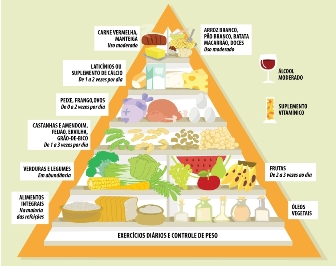 CARNE VERMELHA,
MANTEIGA
Uso moderado
ARROZ BRANCO,
PÃO BRANCO, BATATA
MACARRÃO, DOCES
Uso moderado
LATICÍNIOS OU
SUPLEMENTO DE CÁLCIO
De 1 a 2 vezes por dia
ÁLCOOL
MODERADO
PEIXE, FRANGO, OVOS
De 0 a 2 vezes por dia
SUPLEMENTO
VITAMÍNICO
CASTANHAS E AMENDOIM,
FEIJÃO, ERVILHA,
GRÃO-DE-BICO
De 1 a 3 vezes por dia
VERDURAS E LEGUMES
Em abundância
FRUTAS
De 2 a 3 vezes ao dia
ALIMENTOS
INTEGRAIS
Na maioria
das refeições
ÓLEOS
VEGETAIS
EXERCÍCIOS DIÁRIOS E CONTROLE DE PESO